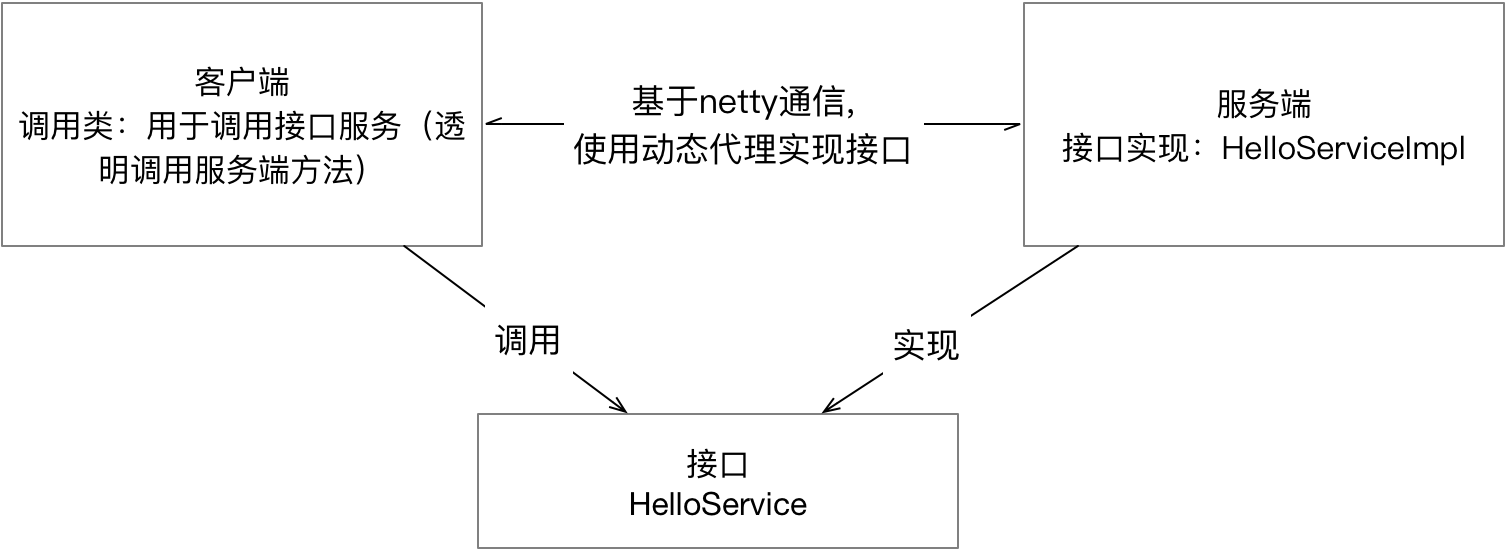 客户端
调用类：用于调用接口服务（透
明调用服务端方法）
基于netty通信，
使用动态代理实现接口
服务端
接口实现：HelloServiceImpl
调用
实现
接口
HelloService